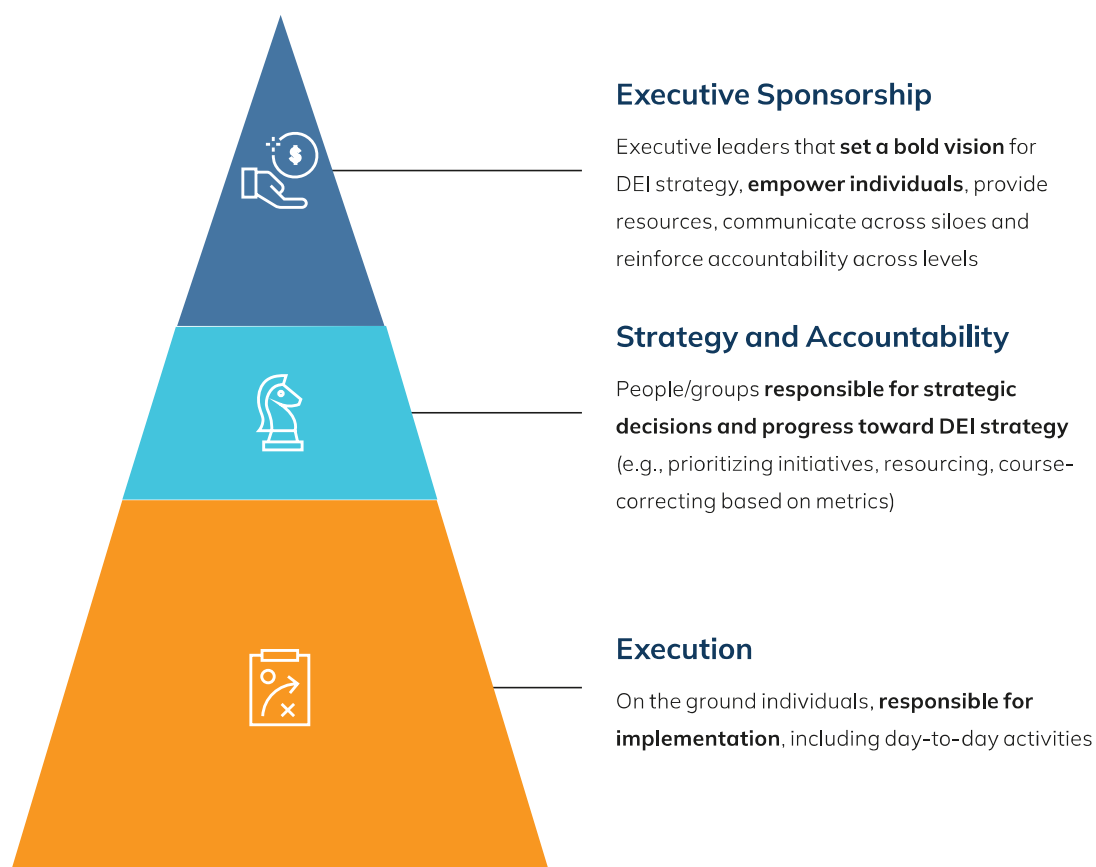 $
Executive Sponsorship
Executive leaders that set a bold vision for
DEI strategy, empower individuals, provide
resources, communicate across siloes and
reinforce accountability across levels
Strategy and Accountability
People/groups responsible for strategic
decisions and progress toward DEI strategy
(e.g., prioritizing initiatives, resourcing, course-
correcting based on metrics)
Execution
On the ground individuals, responsible for
implementation, including day-to-day activities